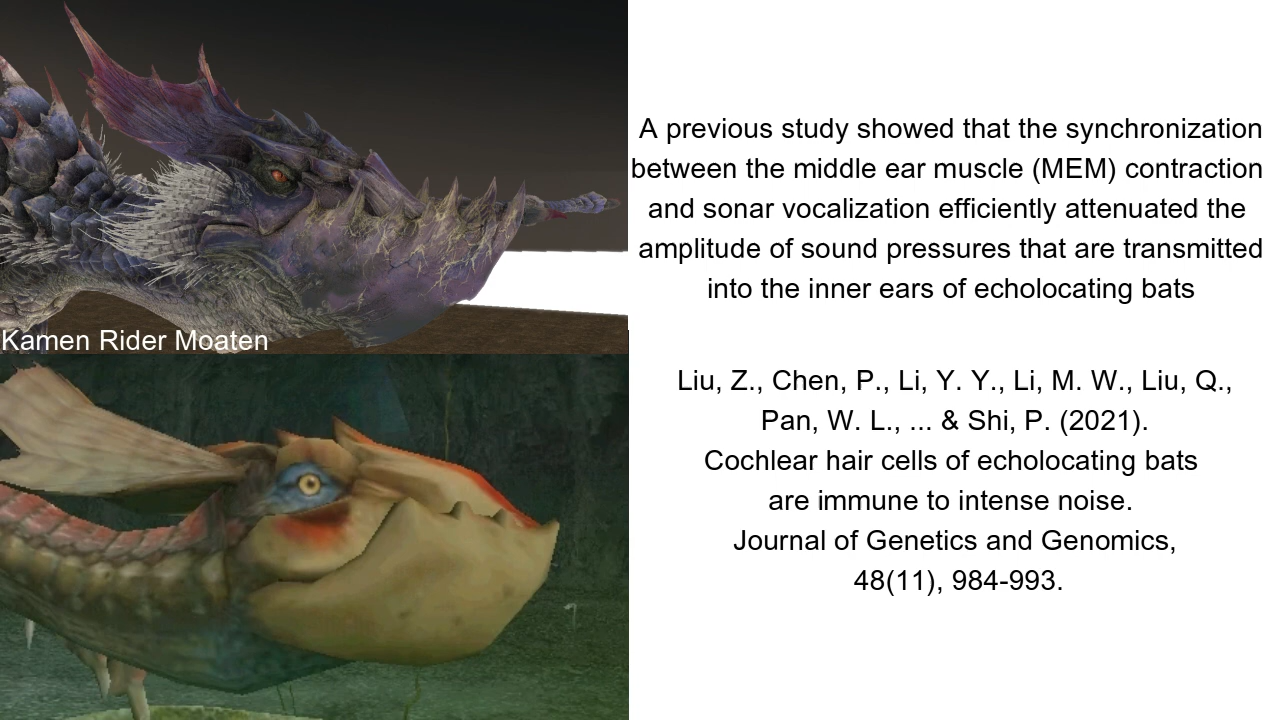 Kamen Rider Moaten
A previous study showed that the synchronization
between the middle ear muscle (MEM) contraction
and sonar vocalization efficiently attenuated the
amplitude of sound pressures that are transmitted
into the inner ears of echolocating bats
Liu, Z., Chen, P., Li, Y. Y., Li, M. W., Liu, Q.,
Pan, W. L., ... & Shi, P. (2021).
Cochlear hair cells of echolocating bats
are immune to intense noise.
Journal of Genetics and Genomics,
48(11), 984-993.